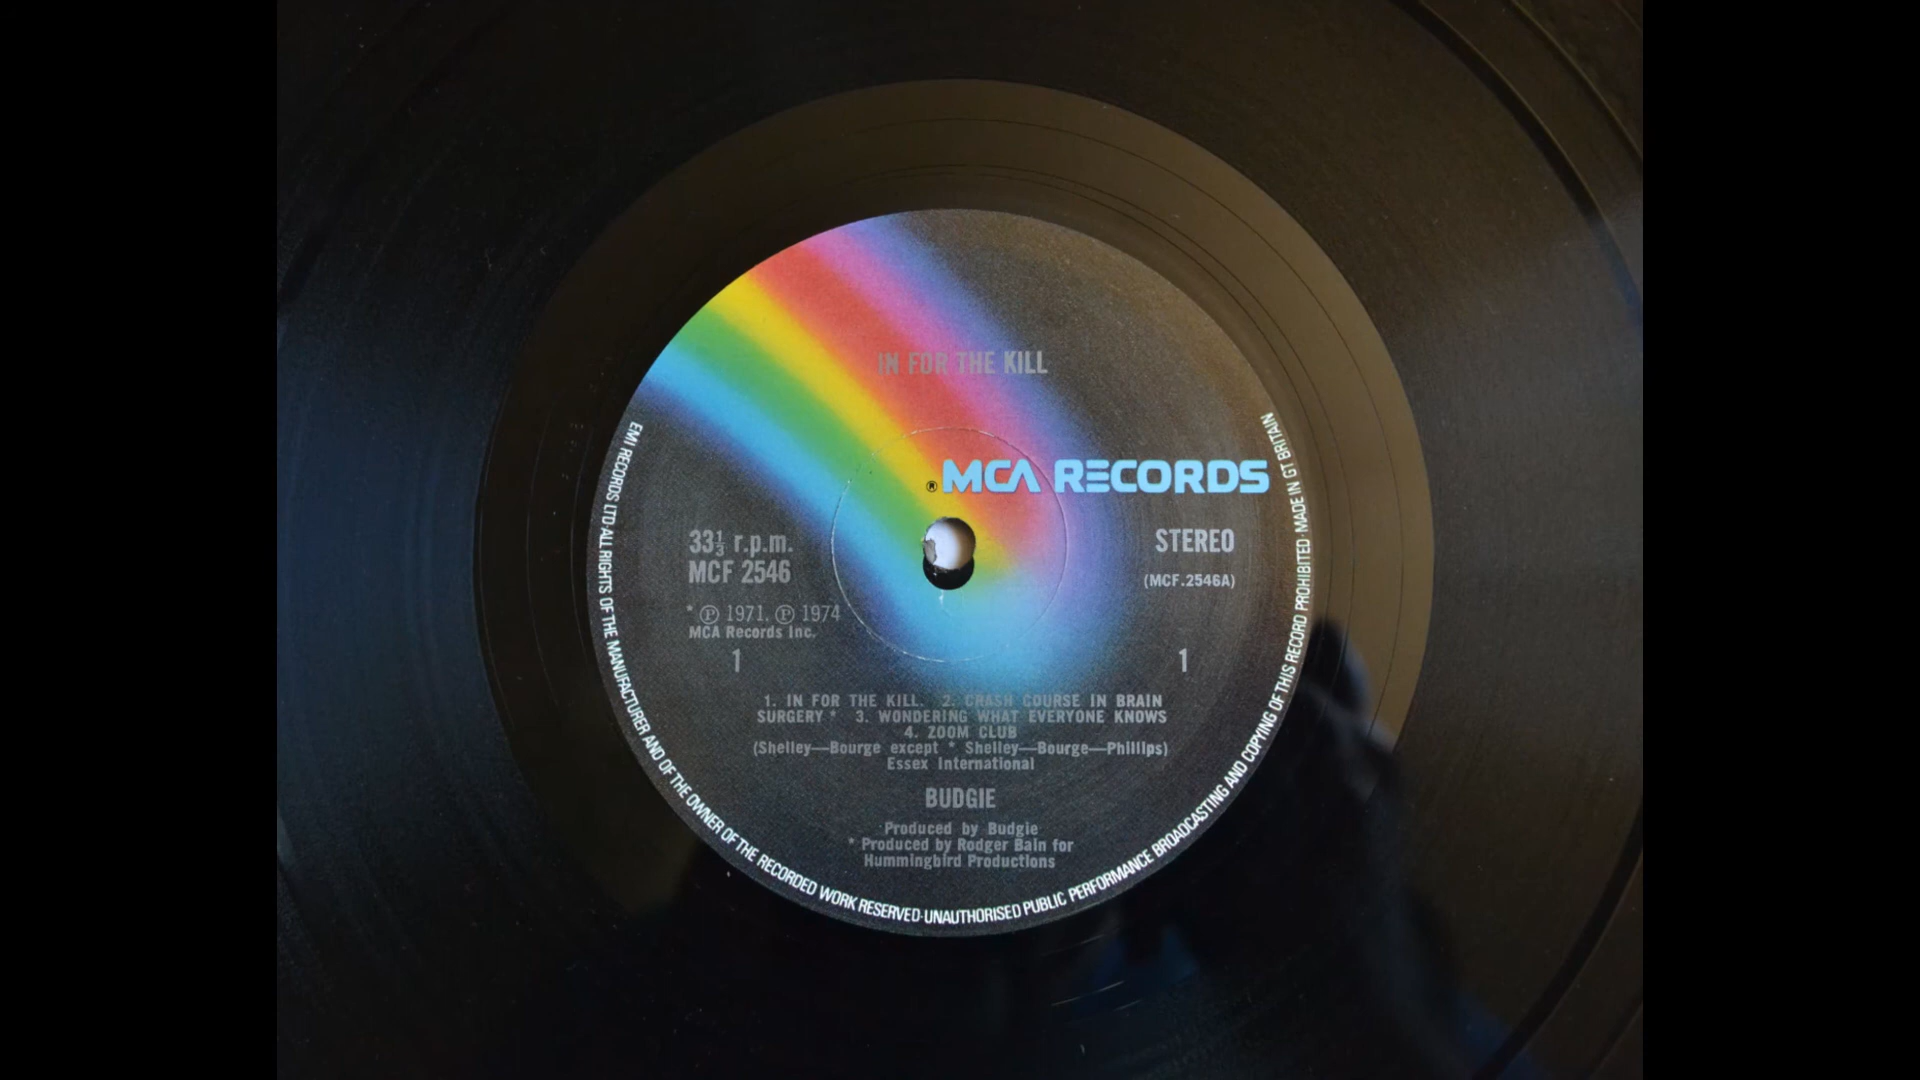 IN FOR THE KILL
® MCA RECORDS
33⅓ r.p.m.
MCF 2546
STEREO
(MCF.2546A)
* ℗ 1971. ℗ 1974
MCA Records Inc.
1
1
1. IN FOR THE KILL. 2. CRASH COURSE IN BRAIN
SURGERY * 3. WONDERING WHAT EVERYONE KNOWS
4. ZOOM CLUB
(Shelley—Bourge except * Shelley—Bourge—Phillips)
Essex International
BUDGIE
Produced by Budgie
* Produced by Rodger Bain for
Hummingbird Productions
EMI RECORDS LTD·ALL RIGHTS OF THE MANUFACTURER AND OF THE OWNER OF THE RECORDED WORK RESERVED·UNAUTHORISED PUBLIC PERFORMANCE BROADCASTING AND COPYING OF THIS RECORD PROHIBITED·MADE IN GT BRITAIN